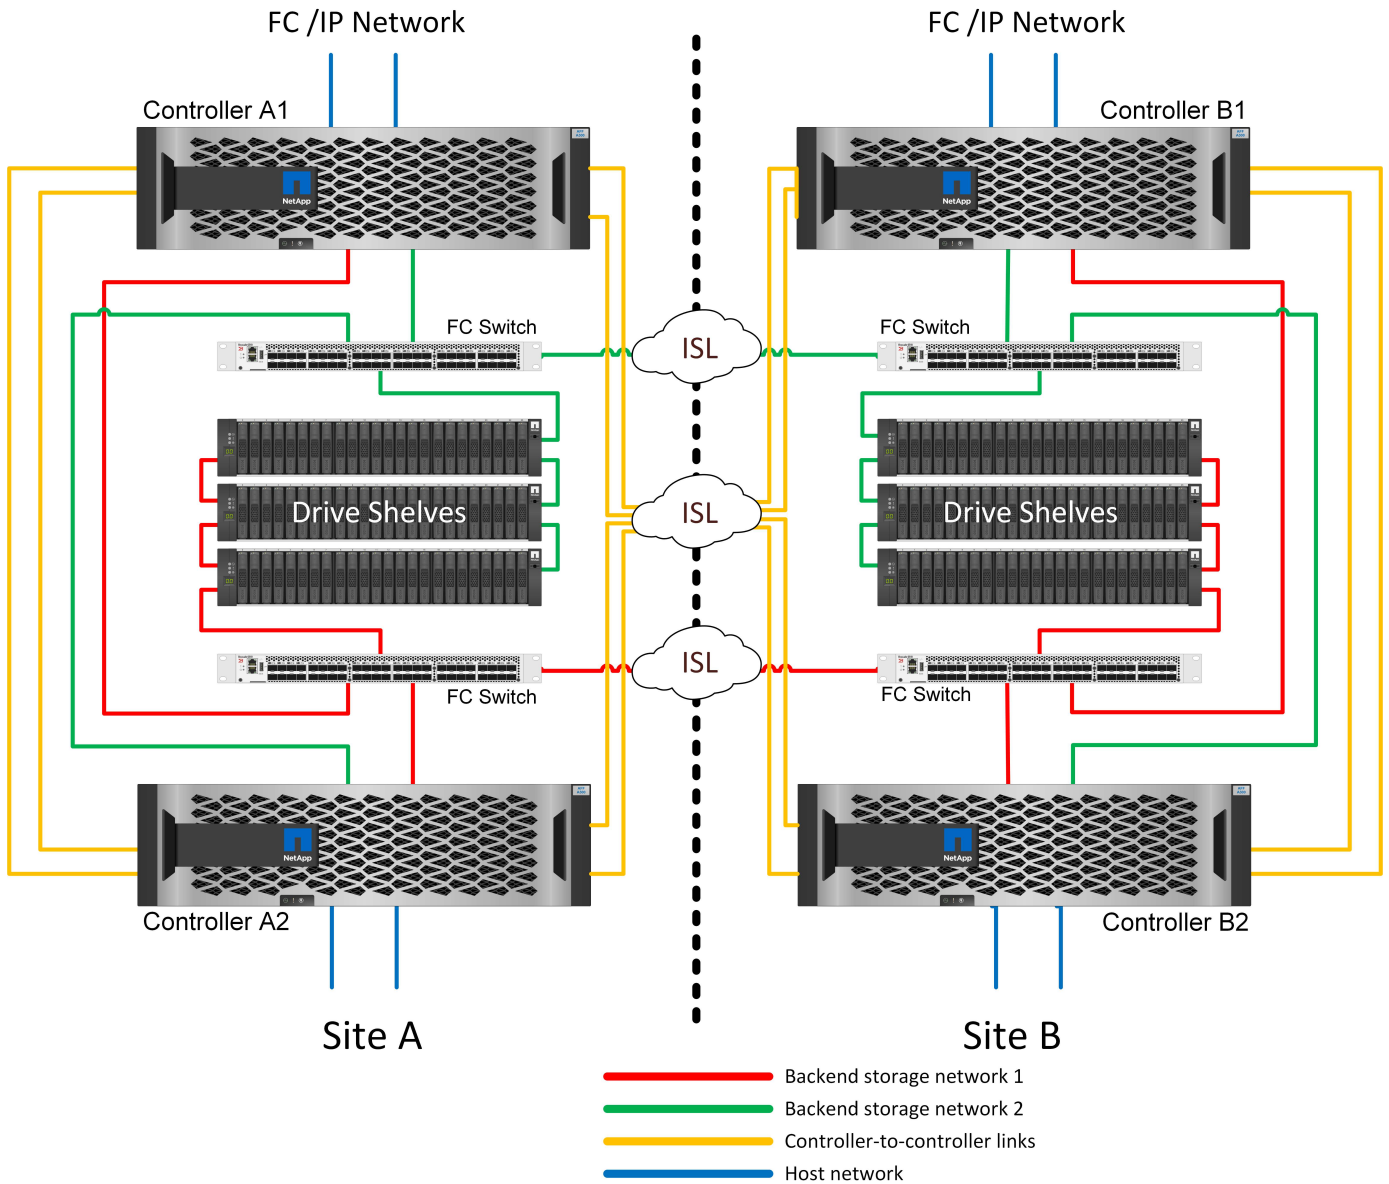 FC /IP Network
FC /IP Network
Controller A1
Controller B1
NetApp
NetApp
FC Switch
ISL
FC Switch
Drive Shelves
ISL
Drive Shelves
ISL
FC Switch
FC Switch
NetApp
NetApp
Controller A2
Controller B2
Site A
Site B
Backend storage network 1
Backend storage network 2
Controller-to-controller links
Host network